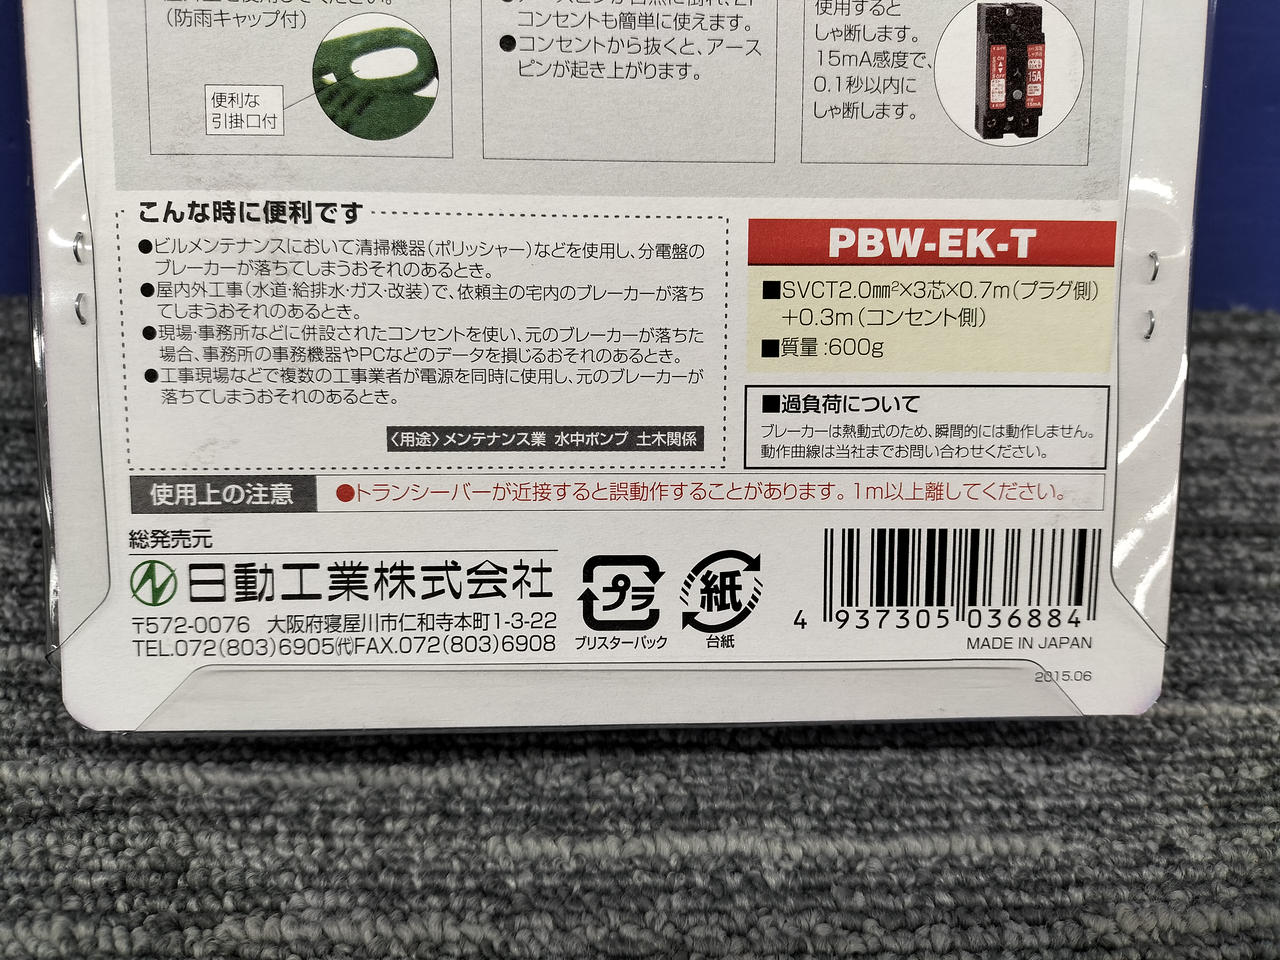 (防雨キャップ付)
便利な
引掛口付
コンセントも簡単に使えます。
●コンセントから抜くと、アース
ピンが起き上がります。
使用すると
しゃ断します。
15mA感度で、
0.1秒以内に
しゃ断します。
15A
15mA
こんな時に便利です
●ビルメンテナンスにおいて清掃機器(ポリッシャー)などを使用し、分電盤の
ブレーカーが落ちてしまうおそれのあるとき。
●屋内外工事(水道・給排水・ガス・改装)で、依頼主の宅内のブレーカーが落ち
てしまうおそれのあるとき。
●現場・事務所などに併設されたコンセントを使い、元のブレーカーが落ちた
場合、事務所の事務機器やPCなどのデータを損じるおそれのあるとき。
●工事現場などで複数の工事業者が電源を同時に使用し、元のブレーカーが
落ちてしまうおそれのあるとき。
〈用途〉メンテナンス業 水中ポンプ 土木関係
PBW-EK-T
■SVCT2.0mm²×3芯×0.7m(プラグ側)
+0.3m(コンセント側)
■質量:600g
■過負荷について
ブレーカーは熱動式のため、瞬間的には動作しません。
動作曲線は当社までお問い合わせください。
使用上の注意
●トランシーバーが近接すると誤動作することがあります。1m以上離してください。
総発売元
日動工業株式会社
〒572-0076 大阪府寝屋川市仁和寺本町1-3-22
TEL.072(803)6905㈹FAX.072(803)6908
プラ
ブリスターパック
紙
台紙
4 937305 036884
MADE IN JAPAN
2015.06